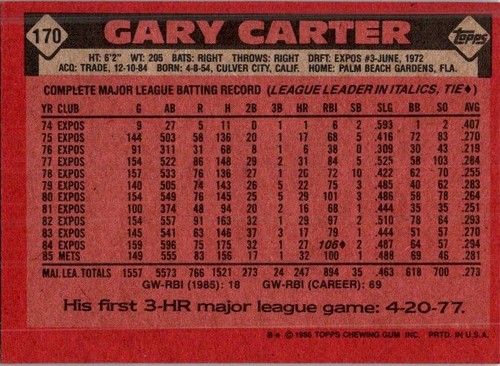 170
GARY CARTER
topps
HT: 6'2" WT: 205 BATS: RIGHT THROWS: RIGHT DRFT: EXPOS #3-JUNE, 1972
ACQ: TRADE, 12-10-84 BORN: 4-8-54, CULVER CITY, CALIF. HOME: PALM BEACH GARDENS, FLA.
COMPLETE MAJOR LEAGUE BATTING RECORD (LEAGUE LEADER IN ITALICS, TIE♦)
YR CLUB G AB R H 2B 3B HR RBI SB SLG BB SO AVG
74 EXPOS 9 27 5 11 0 1 1 6 2 .593 1 2 .407
75 EXPOS 144 503 58 136 20 1 17 68 5 .416 72 83 .270
76 EXPOS 91 311 31 68 8 1 6 38 0 .309 30 43 .219
77 EXPOS 154 522 86 148 29 2 31 84 5 .525 58 103 .284
78 EXPOS 157 533 76 136 27 1 20 72 10 .422 62 70 .255
79 EXPOS 141 505 74 143 26 5 22 75 3 .485 40 62 .283
80 EXPOS 154 549 76 145 25 5 29 101 3 .486 58 78 .264
81 EXPOS 100 374 48 94 20 2 16 68 1 .444 35 35 .251
82 EXPOS 154 557 91 163 32 1 29 97 2 .510 78 64 .293
83 EXPOS 145 541 63 146 37 3 17 79 1 .444 51 57 .270
84 EXPOS 159 596 75 175 32 1 27 106♦ 2 .487 64 57 .294
85 METS 149 555 83 156 17 1 32 100 1 .488 69 46 .281
MAJ. LEA. TOTALS 1557 5573 766 1521 273 24 247 894 35 .463 618 700 .273
GW-RBI (1985): 18 GW-RBI (CAREER): 69
His first 3-HR major league game: 4-20-77.
© 1986 TOPPS CHEWING GUM INC. PRTD. IN U.S.A.